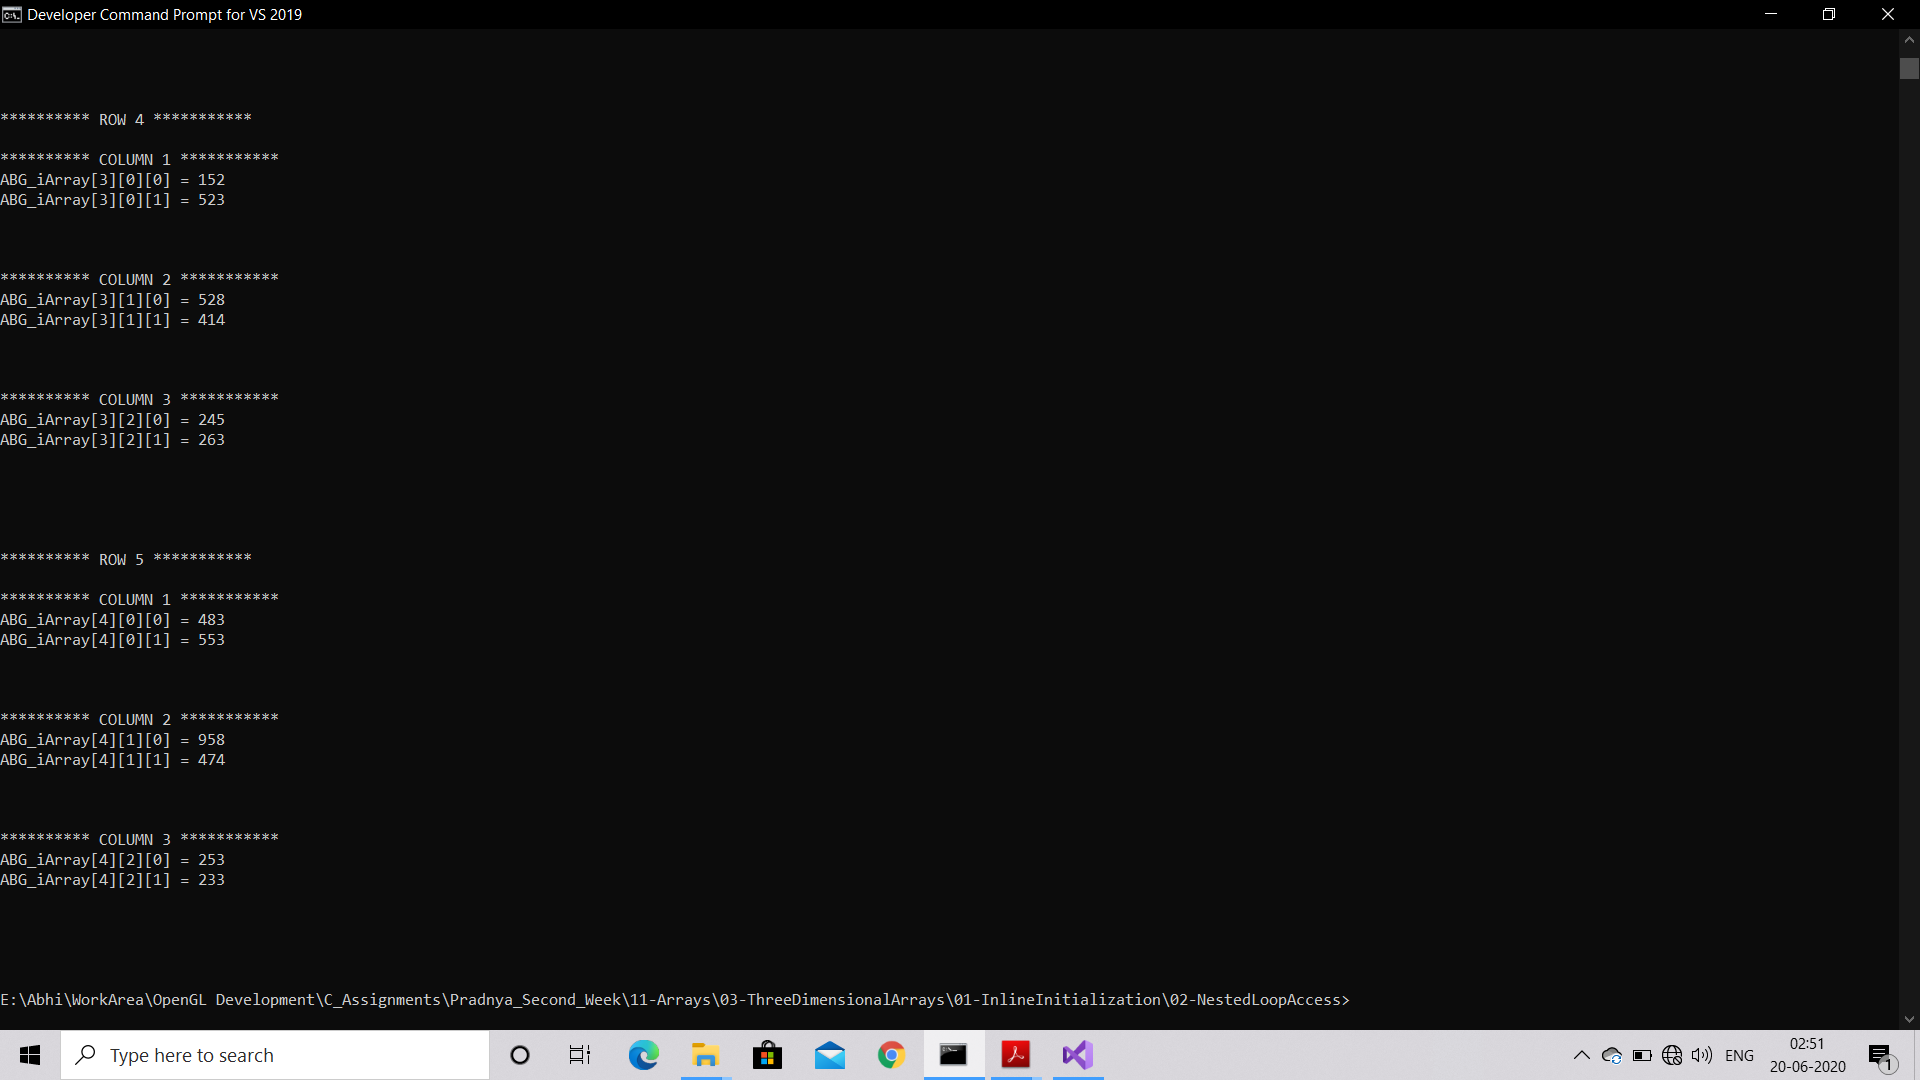 Developer Command Prompt for VS 2019
********** ROW 4 ***********
********** COLUMN 1 ***********
ABG_iArray[3][0][0] = 152
ABG_iArray[3][0][1] = 523
********** COLUMN 2 ***********
ABG_iArray[3][1][0] = 528
ABG_iArray[3][1][1] = 414
********** COLUMN 3 ***********
ABG_iArray[3][2][0] = 245
ABG_iArray[3][2][1] = 263
********** ROW 5 ***********
********** COLUMN 1 ***********
ABG_iArray[4][0][0] = 483
ABG_iArray[4][0][1] = 553
********** COLUMN 2 ***********
ABG_iArray[4][1][0] = 958
ABG_iArray[4][1][1] = 474
********** COLUMN 3 ***********
ABG_iArray[4][2][0] = 253
ABG_iArray[4][2][1] = 233
E:\Abhi\WorkArea\OpenGL Development\C_Assignments\Pradnya_Second_Week\11-Arrays\03-ThreeDimensionalArrays\01-InlineInitialization\02-NestedLoopAccess>
Type here to search
ENG
02:51
20-06-2020
1